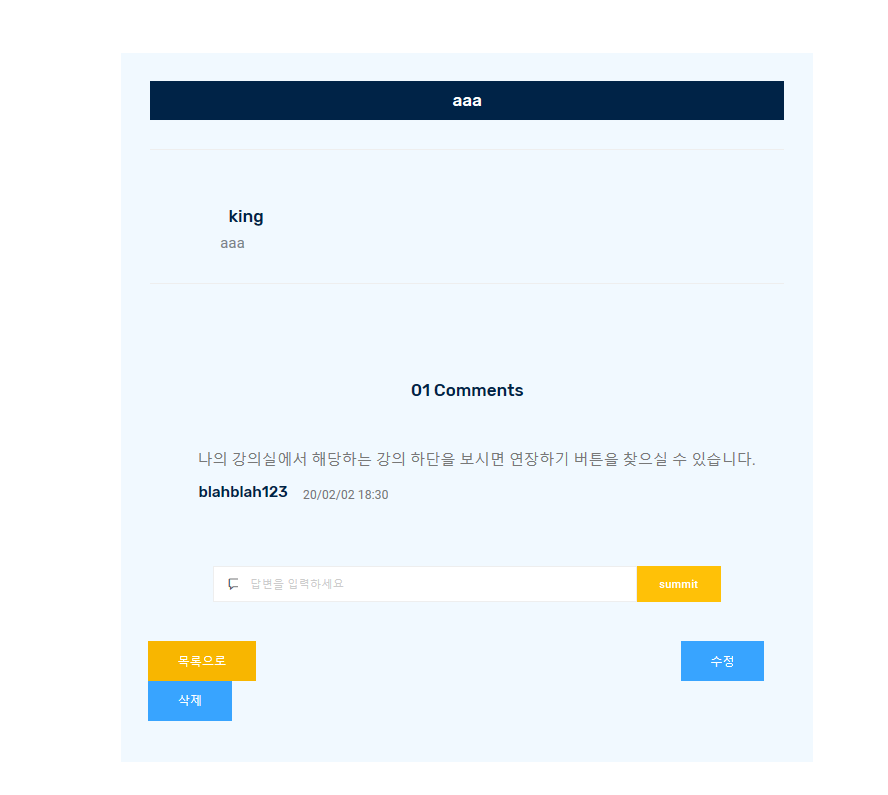 aaa
king
aaa
01 Comments
나의 강의실에서 해당하는 강의 하단을 보시면 연장하기 버튼을 찾으실 수 있습니다.
blahblah123 20/02/02 18:30
답변을 입력하세요 summit
목록으로 수정
삭제